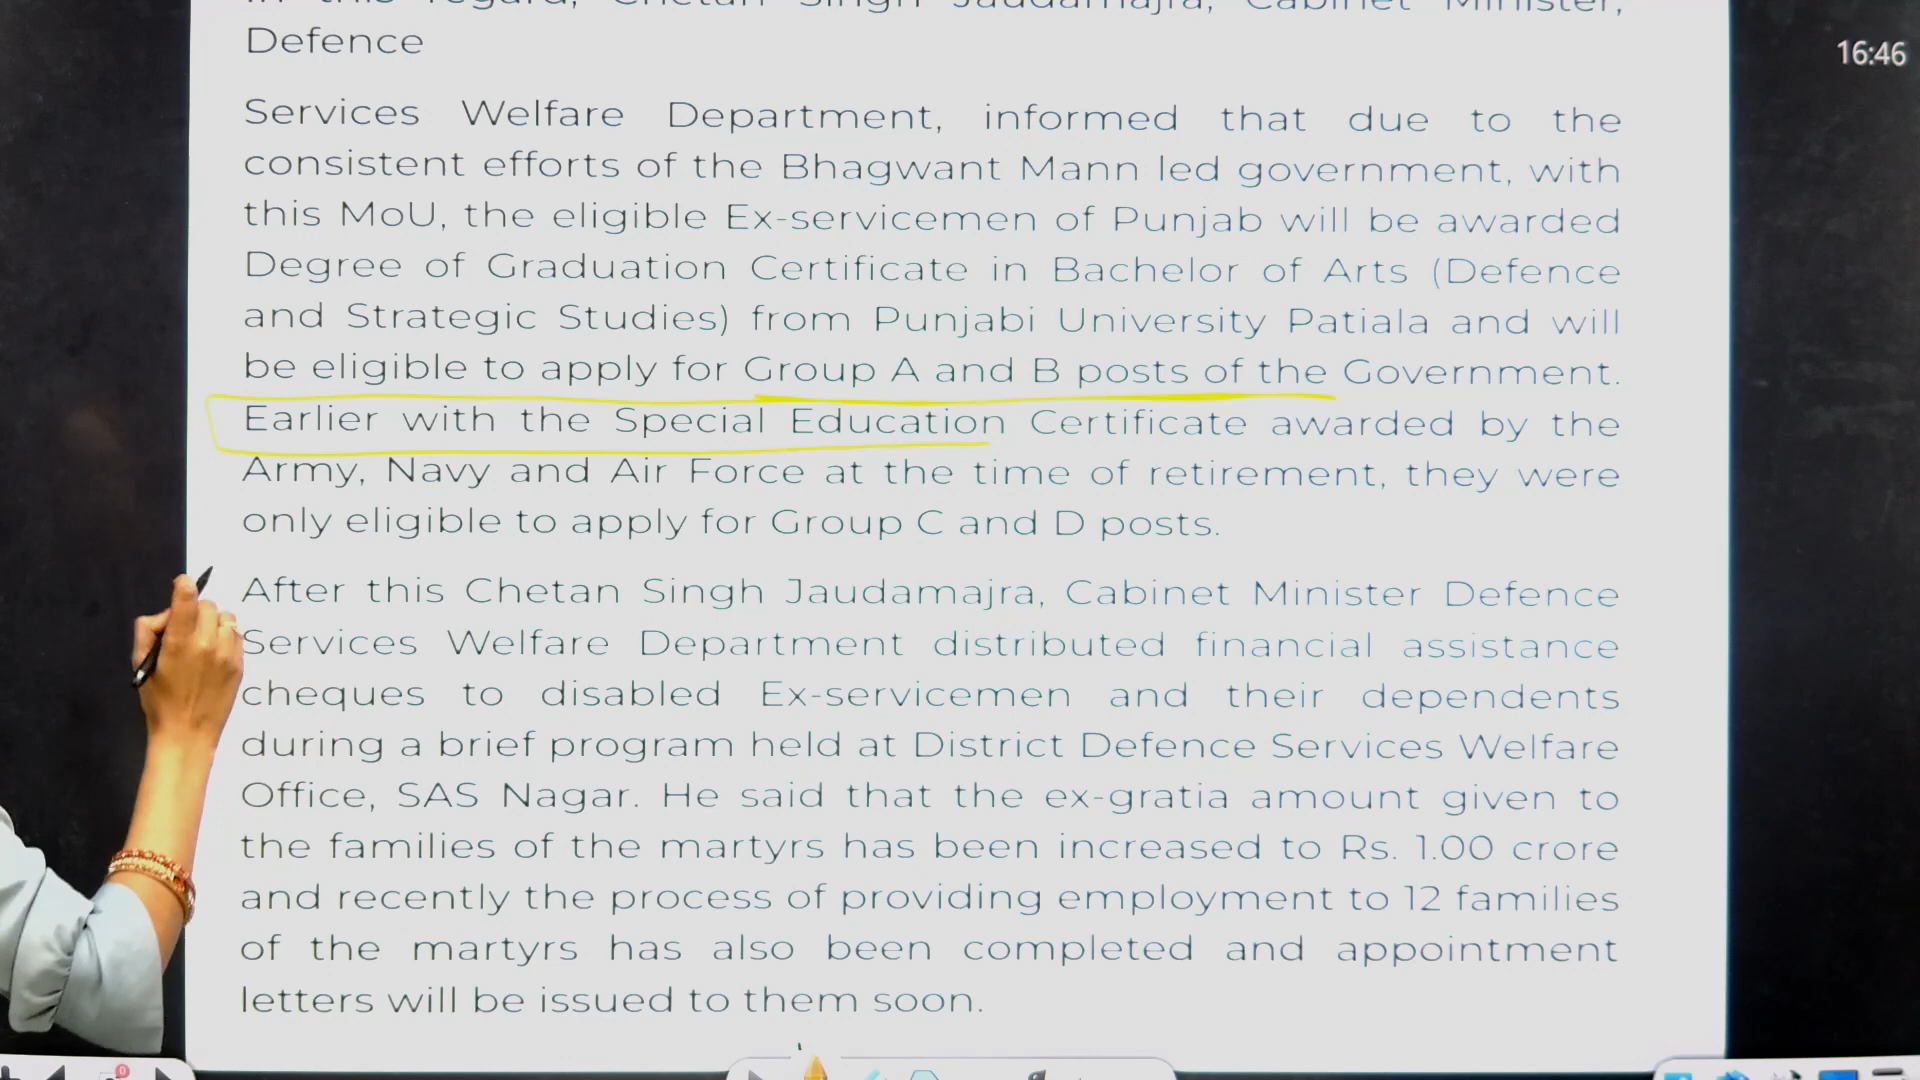 In this regard, Chetan Singh Jaudamajra, Cabinet Minister,
Defence
16:46
Services Welfare Department, informed that due to the
consistent efforts of the Bhagwant Mann led government, with
this MoU, the eligible Ex-servicemen of Punjab will be awarded
Degree of Graduation Certificate in Bachelor of Arts (Defence
and Strategic Studies) from Punjabi University Patiala and will
be eligible to apply for Group A and B posts of the Government.
Earlier with the Special Education Certificate awarded by the
Army, Navy and Air Force at the time of retirement, they were
only eligible to apply for Group C and D posts.
After this Chetan Singh Jaudamajra, Cabinet Minister Defence
Services Welfare Department distributed financial assistance
cheques to disabled Ex-servicemen and their dependents
during a brief program held at District Defence Services Welfare
Office, SAS Nagar. He said that the ex-gratia amount given to
the families of the martyrs has been increased to Rs. 1.00 crore
and recently the process of providing employment to 12 families
of the martyrs has also been completed and appointment
letters will be issued to them soon.
0